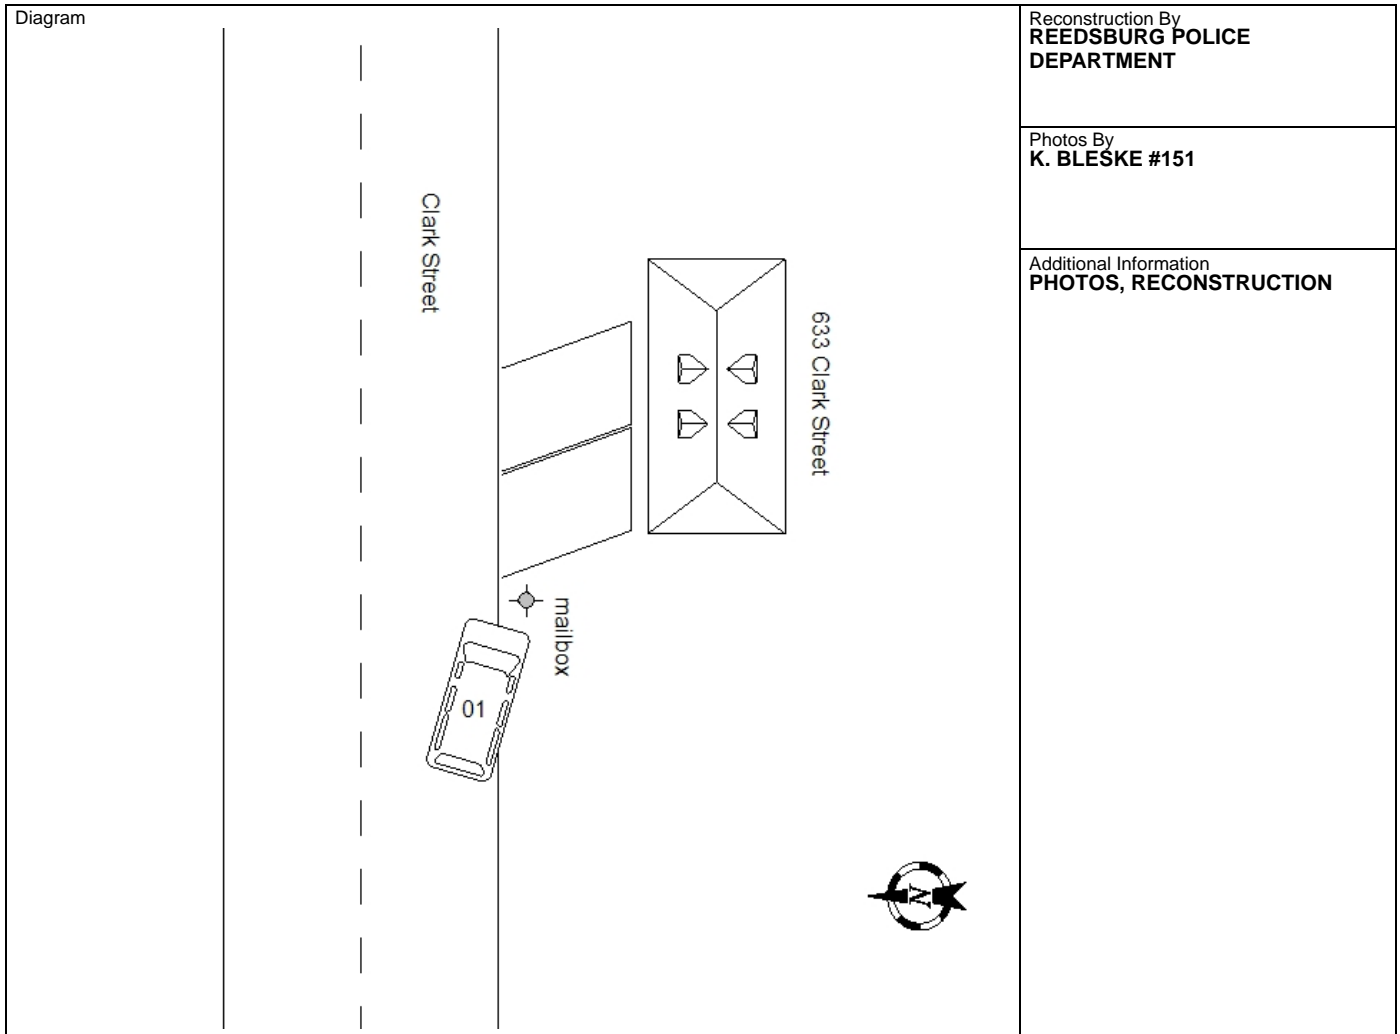 Diagram
Reconstruction By
REEDSBURG POLICE
DEPARTMENT
Photos By
K. BLESKE #151
Additional Information
PHOTOS, RECONSTRUCTION
Clark Street
633 Clark Street
mailbox
01
N